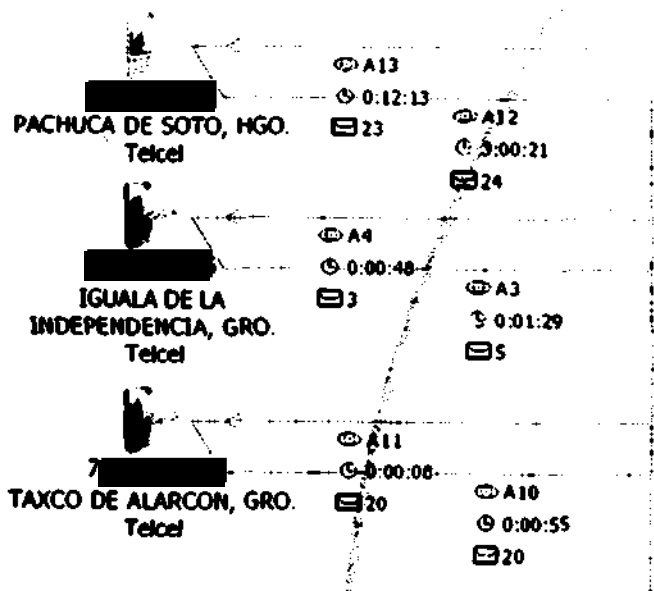 A13
0:12:13
23
A12
0:00:21
24
PACHUCA DE SOTO, HGO.
Telcel
A4
0:00:48
3
A3
0:01:29
5
IGUALA DE LA
INDEPENDENCIA, GRO.
Telcel
A11
0:00:08
20
A10
0:00:55
20
7
TAXCO DE ALARCON, GRO.
Telcel